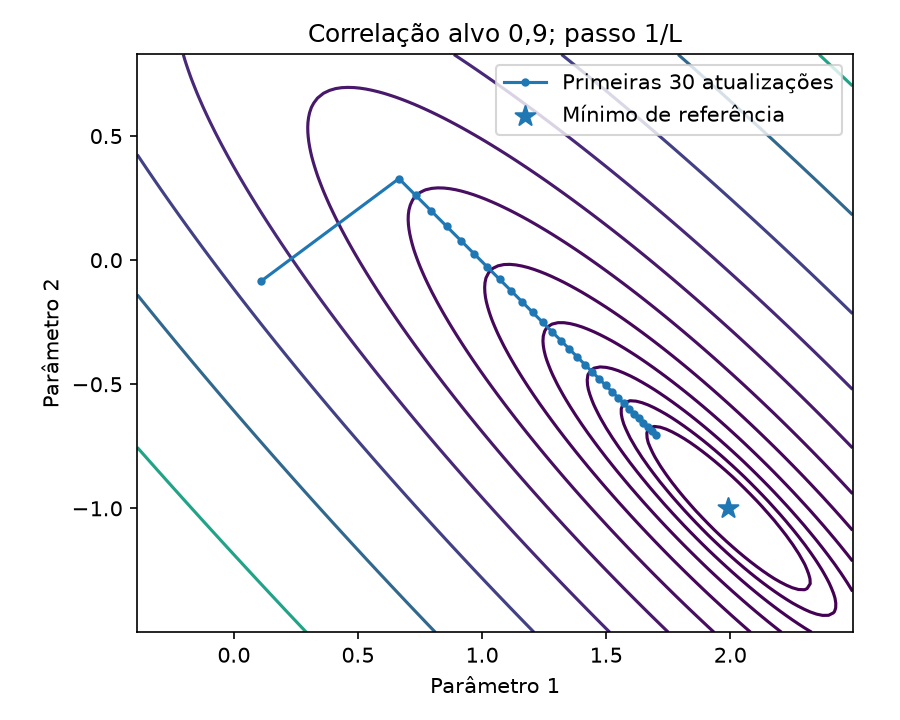 Correlação alvo 0,9; passo 1/L
Primeiras 30 atualizações
Mínimo de referência
0.5
0.0
−0.5
−1.0
Parâmetro 2
0.0 0.5 1.0 1.5 2.0
Parâmetro 1